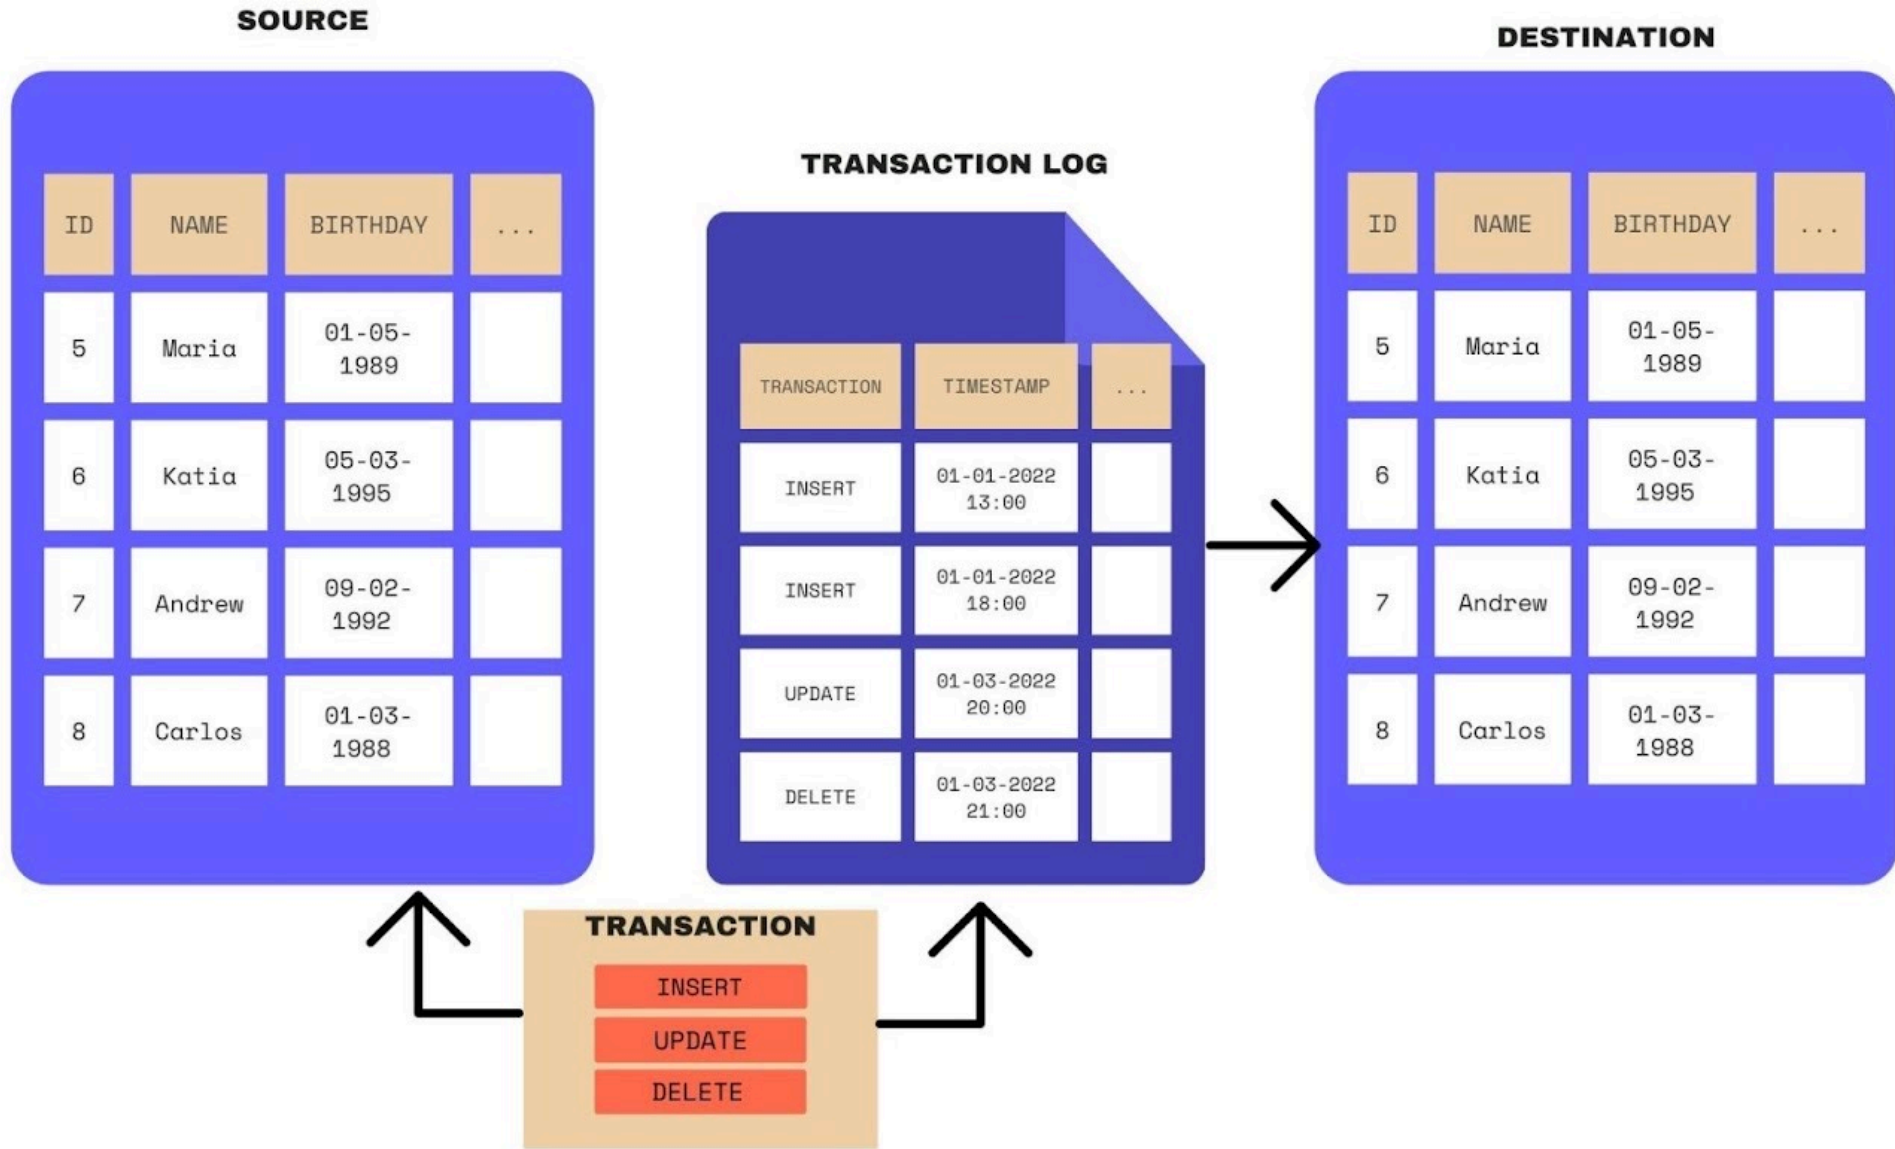 SOURCE
ID NAME BIRTHDAY ...
5 Maria 01-05-
1989
6 Katia 05-03-
1995
7 Andrew 09-02-
1992
8 Carlos 01-03-
1988
TRANSACTION LOG
TRANSACTION TIMESTAMP ...
INSERT 01-01-2022
13:00
INSERT 01-01-2022
18:00
UPDATE 01-03-2022
20:00
DELETE 01-03-2022
21:00
DESTINATION
ID NAME BIRTHDAY ...
5 Maria 01-05-
1989
6 Katia 05-03-
1995
7 Andrew 09-02-
1992
8 Carlos 01-03-
1988
TRANSACTION
INSERT
UPDATE
DELETE